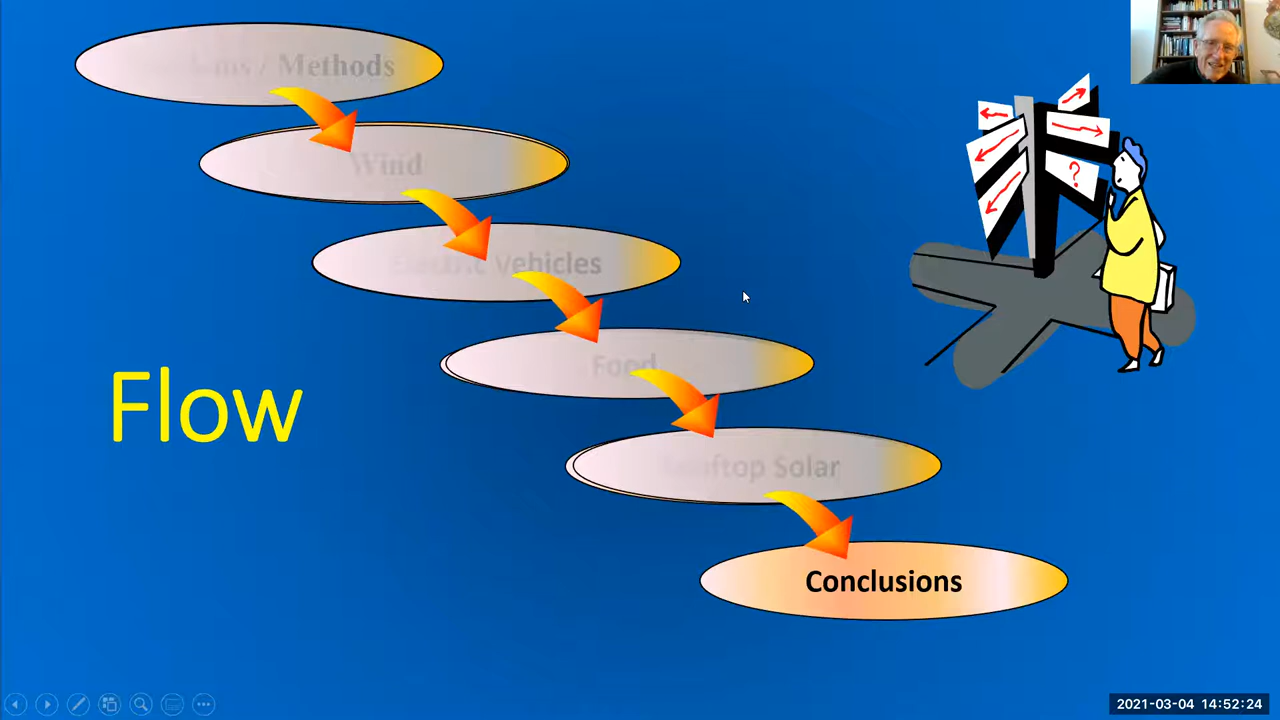 Methods
Wind
Electric Vehicles
Food
Rooftop Solar
Conclusions
Flow
?
2021-03-04 14:52:24